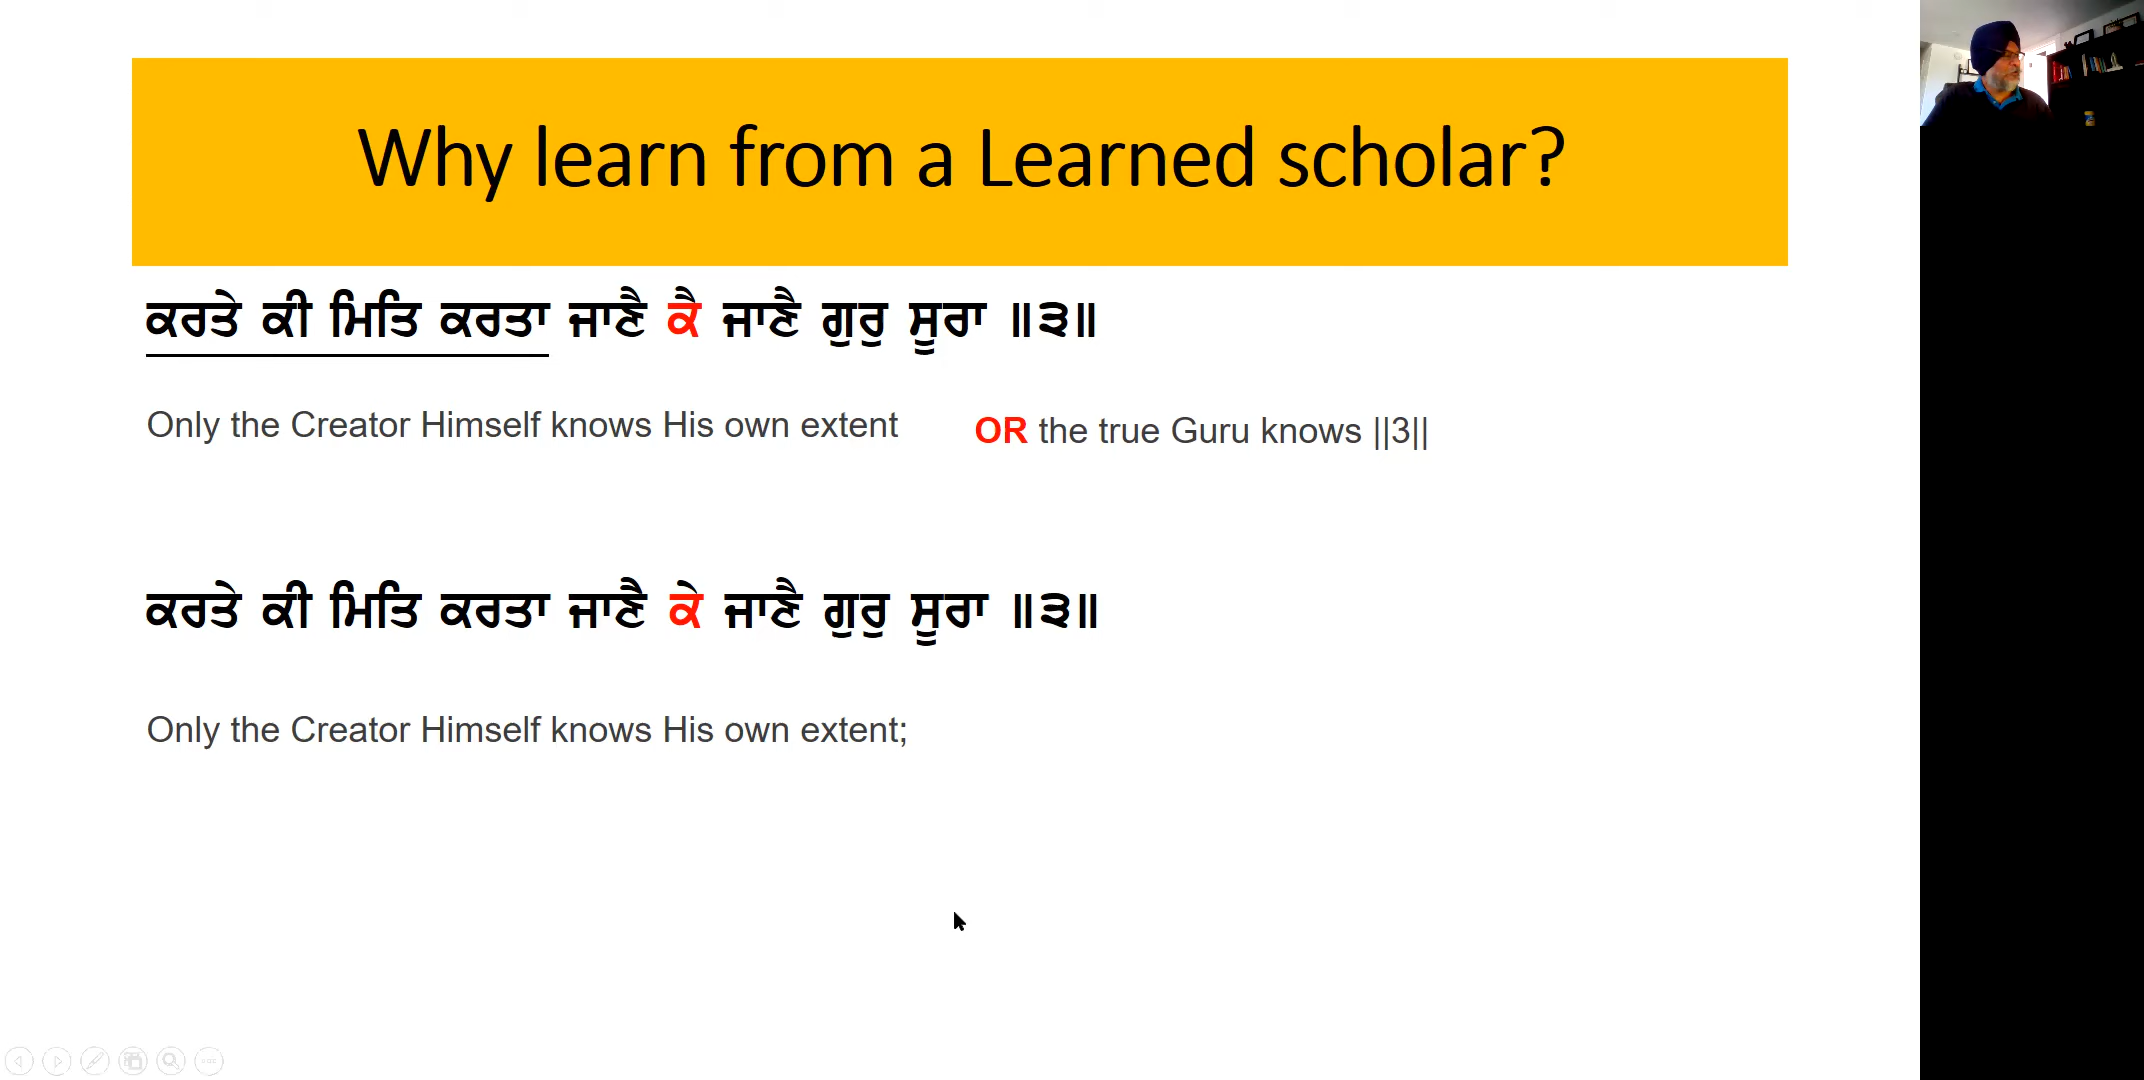 Why learn from a Learned scholar?
ਕਰਤੇ ਕੀ ਮਿਤਿ ਕਰਤਾ ਜਾਣੈ ਕੈ ਜਾਣੈ ਗੁਰੁ ਸੂਰਾ ॥੩॥
Only the Creator Himself knows His own extent OR the true Guru knows ||3||
ਕਰਤੇ ਕੀ ਮਿਤਿ ਕਰਤਾ ਜਾਣੈ ਕੇ ਜਾਣੈ ਗੁਰੁ ਸੂਰਾ ॥੩॥
Only the Creator Himself knows His own extent;